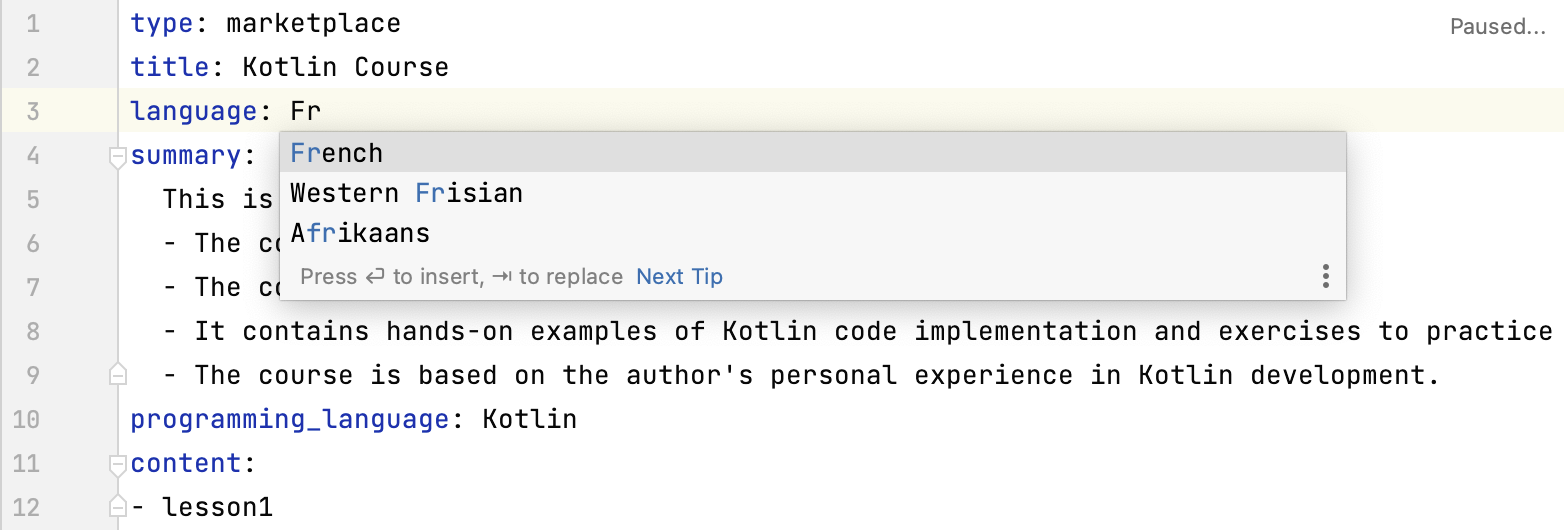 1 type: marketplace
Paused...
2 title: Kotlin Course
3 language: Fr
French
Western Frisian
Afrikaans
Press ⏎ to insert, ⇥ to replace Next Tip
4 summary:
5 This is
6 - The
7 - The
8 - It contains hands-on examples of Kotlin code implementation and exercises to practice
9 - The course is based on the author's personal experience in Kotlin development.
10 programming_language: Kotlin
11 content:
12 - lesson1